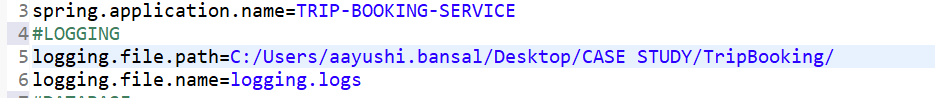 3 spring.application.name=TRIP-BOOKING-SERVICE
4 #LOGGING
5 logging.file.path=C:/Users/aayushi.bansal/Desktop/CASE STUDY/TripBooking/
6 logging.file.name=logging.logs